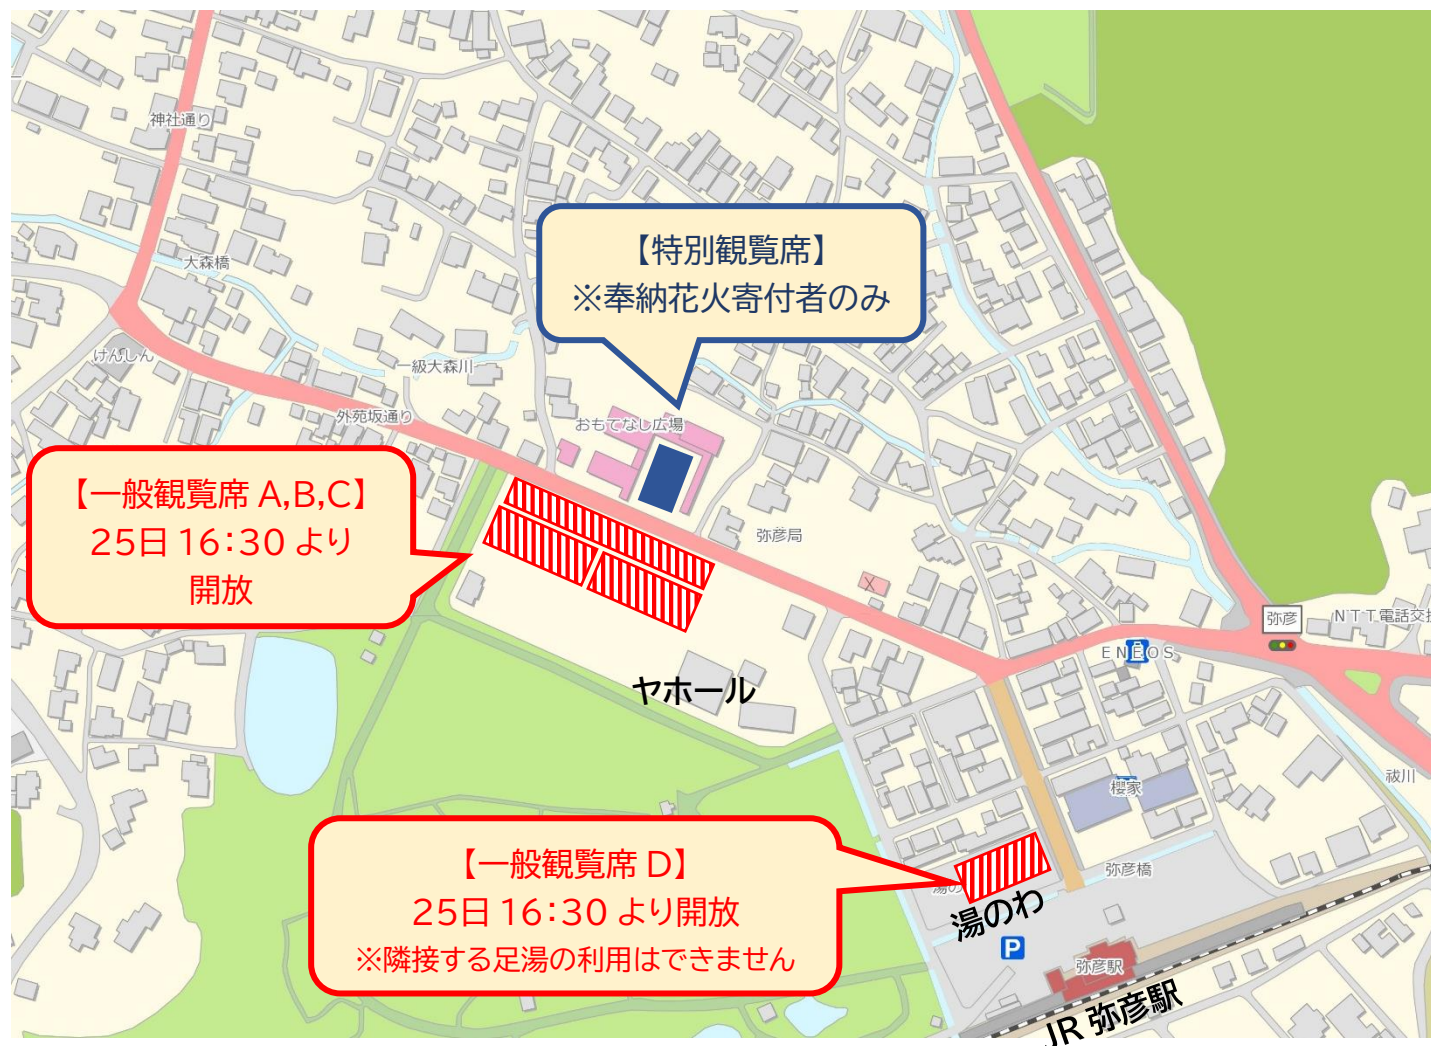 神社通り
大森橋
【特別観覧席】
※奉納花火寄付者のみ
けんしん
一級大森川
外苑坂通り
おもてなし広場
【一般観覧席 A,B,C】
25日 16：30 より
開放
弥彦局
弥彦
NTT電話交
ENEOS
ヤホール
祓川
櫻家
【一般観覧席 D】
25日 16：30 より開放
※隣接する足湯の利用はできません
弥彦橋
湯の
湯のわ
P
弥彦駅
JR 弥彦駅